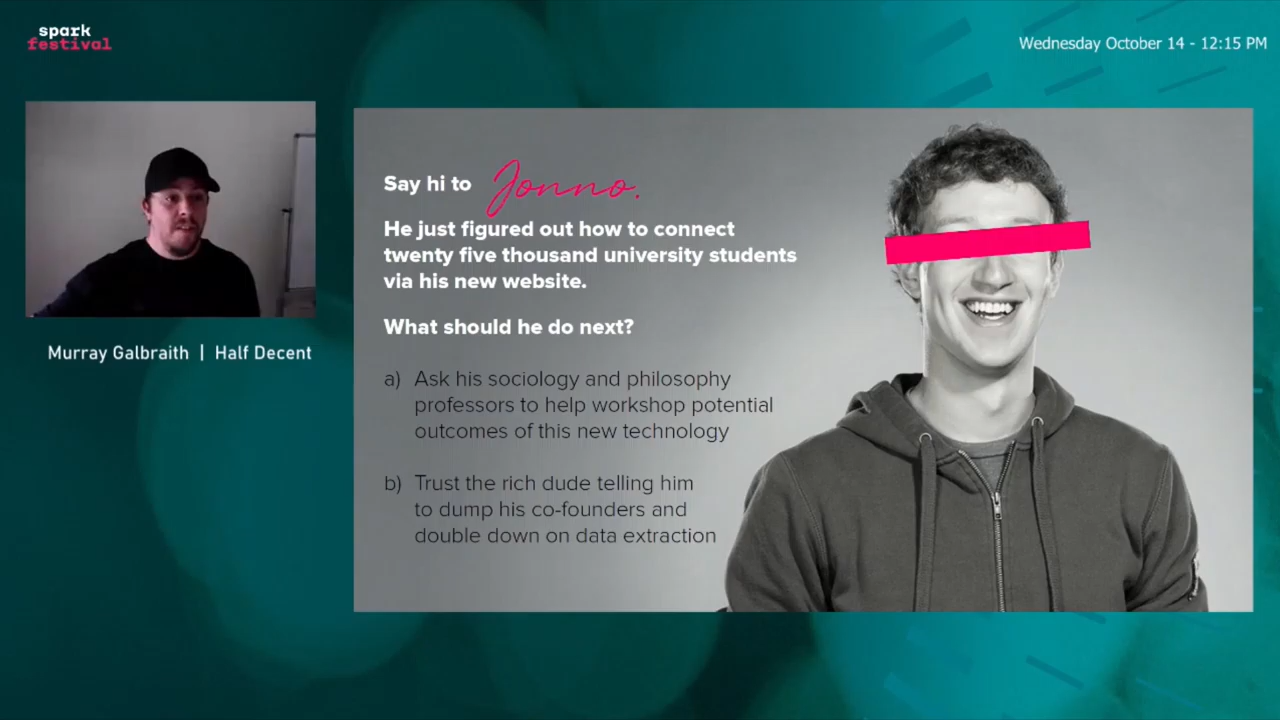 spark
festival
Wednesday October 14 - 12:15 PM
Murray Galbraith | Half Decent
Say hi to Jonno.
He just figured out how to connect
twenty five thousand university students
via his new website.
What should he do next?
a) Ask his sociology and philosophy
professors to help workshop potential
outcomes of this new technology
b) Trust the rich dude telling him
to dump his co-founders and
double down on data extraction